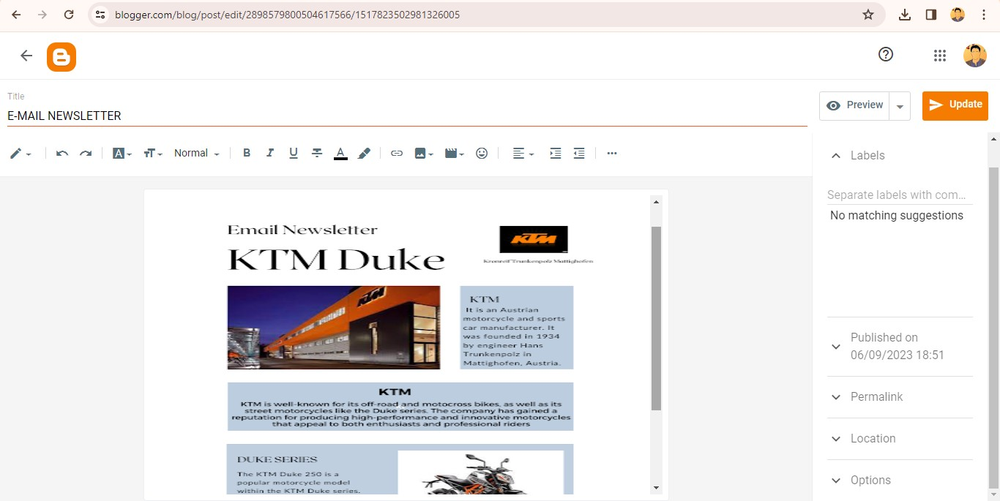 blogger.com/blog/post/edit/2898579800504617566/1517823502981326005
Title
E-MAIL NEWSLETTER
Preview
Update
Normal
B I U A
Labels
Separate labels with com...
No matching suggestions
Published on
06/09/2023 18:51
Permalink
Location
Options
Email Newsletter
KTM Duke
KTM
Kronreif Trunkenpolz Mattighofen
KTM
KTM
It is an Austrian
motorcycle and sports
car manufacturer. It
was founded in 1934
by engineer Hans
Trunkenpolz in
Mattighofen, Austria.
KTM
KTM is well-known for its off-road and motocross bikes, as well as its
street motorcycles like the Duke series. The company has gained a
reputation for producing high-performance and innovative motorcycles
that appeal to both enthusiasts and professional riders
DUKE SERIES
The KTM Duke 250 is a
popular motorcycle model
within the KTM Duke series.